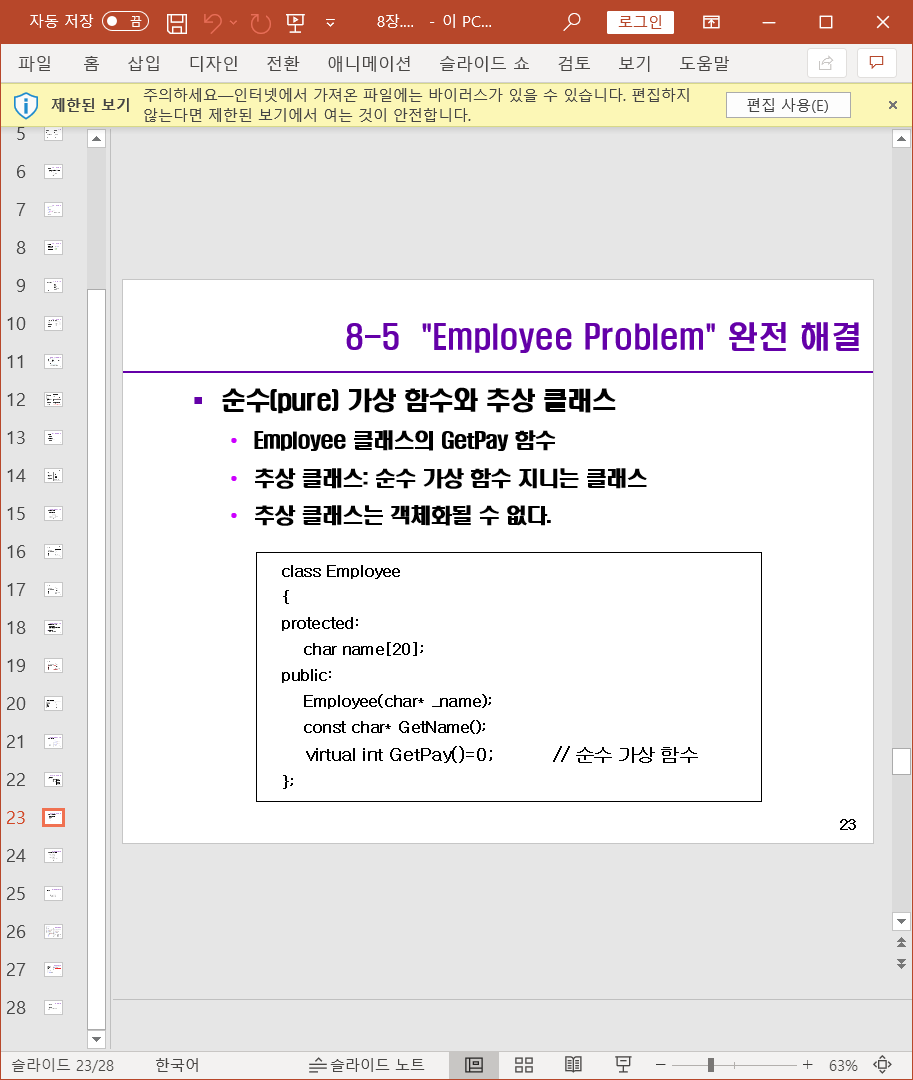 자동 저장 끔 8장.... - 이 PC... 로그인
파일 홈 삽입 디자인 전환 애니메이션 슬라이드 쇼 검토 보기 도움말
제한된 보기 주의하세요—인터넷에서 가져온 파일에는 바이러스가 있을 수 있습니다. 편집하지
않는다면 제한된 보기에서 여는 것이 안전합니다.
편집 사용(E)
5
6
7
8
9
10
11
12
13
14
15
16
17
18
19
20
21
22
23
24
25
26
27
28
8-5 "Employee Problem" 완전 해결
순수(pure) 가상 함수와 추상 클래스
Employee 클래스의 GetPay 함수
추상 클래스: 순수 가상 함수 지니는 클래스
추상 클래스는 객체화될 수 없다.
class Employee
{
protected:
char name[20];
public:
Employee(char* _name);
const char* GetName();
virtual int GetPay()=0; // 순수 가상 함수
};
23
슬라이드 23/28 한국어 슬라이드 노트 63%